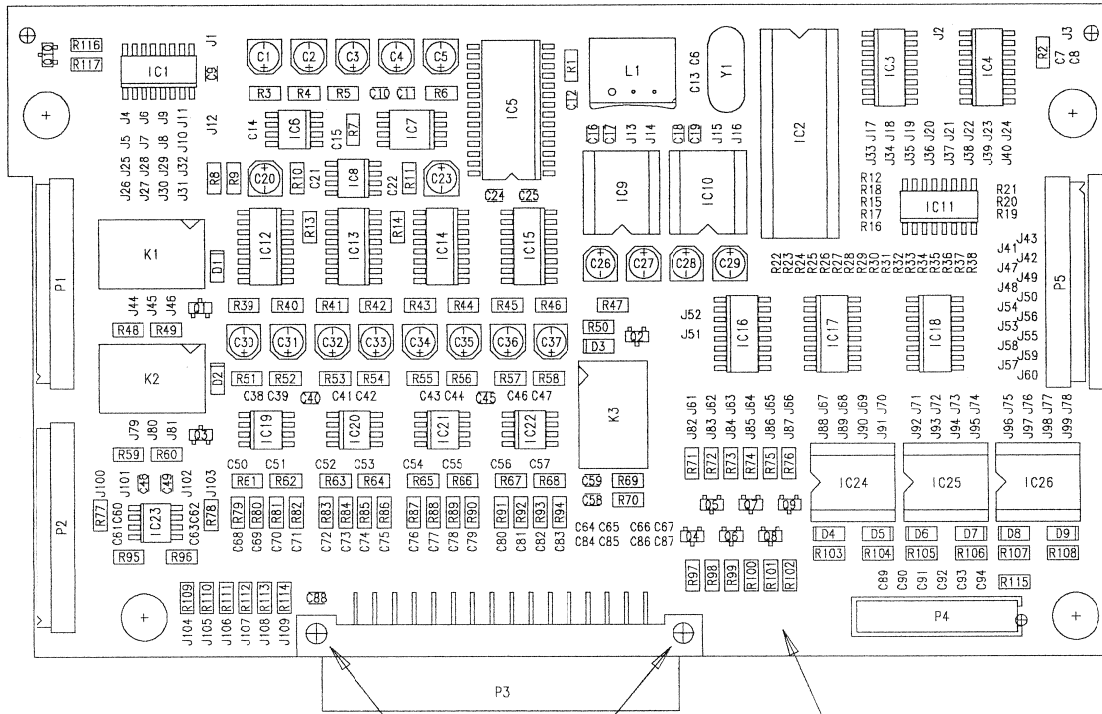 Q10 R116 R117 IC1 C9 J1
C1 C2 C3 C4 C5
R3 R4 R5 C10 C11 R6
IC5 R1 C12 L1 C13 C6 Y1 IC2
IC3 J2 IC4 R2 J3 C7 C8
J4 J6 J9 J11 J12
J5 J7 J8 J10
J25 J28 J29 J32
J26 J27 J30 J31
C14 IC6 C15 R7 IC7
R8 R9 C20 R10 C21 IC8 C22 R11 C23
C24 C25
C16 C17 J13 J14 C18 C19 J15 J16
IC9 IC10
J17 J18 J19 J20 J21 J22 J23 J24
J33 J34 J35 J36 J37 J38 J39 J40
R12
R18
R15
R17
R16
IC11
R21
R20
R19
P1 K1 D1
IC12 R13 IC13 R14 IC14 IC15
C26 C27 C28 C29
R22 R23 R24 R25 R26 R27 R28 R29 R30 R31 R32 R33 R34 R35 R36 R37 R38
J43
J41
J42
J47
J49
J48
J50
J54
J56
J53
J55
J58
J59
J57
J60
P5
J44 J45 J46 Q1
R48 R49
R39 R40 R41 R42 R43 R44 R45 R46 R47
R50 Q2
D3
J52
J51
IC16 IC17 IC18
C30 C31 C32 C33 C34 C35 C36 C37
K2 D2
R51 R52 R53 R54 R55 R56 R57 R58
C38 C39 C40 C41 C42 C43 C44 C45 C46 C47
K3
J79 J80 J81 Q3
R59 R60
IC19 IC20 IC21 IC22
J61 J62 J63 J64 J65 J66 J67 J68 J69 J70 J71 J72 J73 J74 J75 J76 J77 J78
J82 J83 J84 J85 J86 J87 J88 J89 J90 J91 J92 J93 J94 J95 J96 J97 J98 J99
C50 C51 C52 C53 C54 C55 C56 C57
R61 R62 R63 R64 R65 R66 R67 R68
C59 R69
C58 R70
R71 R72 R73 R74 R75 R76
IC24 IC25 IC26
P2 J100 J101 C48 C49 J102 J103
R77 C61 C60 IC23 C63 C62 R78
R79 R80 R81 R82 R83 R84 R85 R86 R87 R88 R89 R90 R91 R92 R93 R94
C68 C69 C70 C71 C72 C73 C74 C75 C76 C77 C78 C79 C80 C81 C82 C83
C64 C65 C66 C67
C84 C85 C86 C87
Q5 Q7 Q9
Q4 Q6 Q8
D4 D5 D6 D7 D8 D9
R103 R104 R105 R106 R107 R108
R95 R96
R97 R98 R99 R100 R101 R102
C89 C90 C91 C92 C93 C94 R115
R109 R110 R111 R112 R113 R114
J104 J105 J106 J107 J108 J109
C88
P4
P3